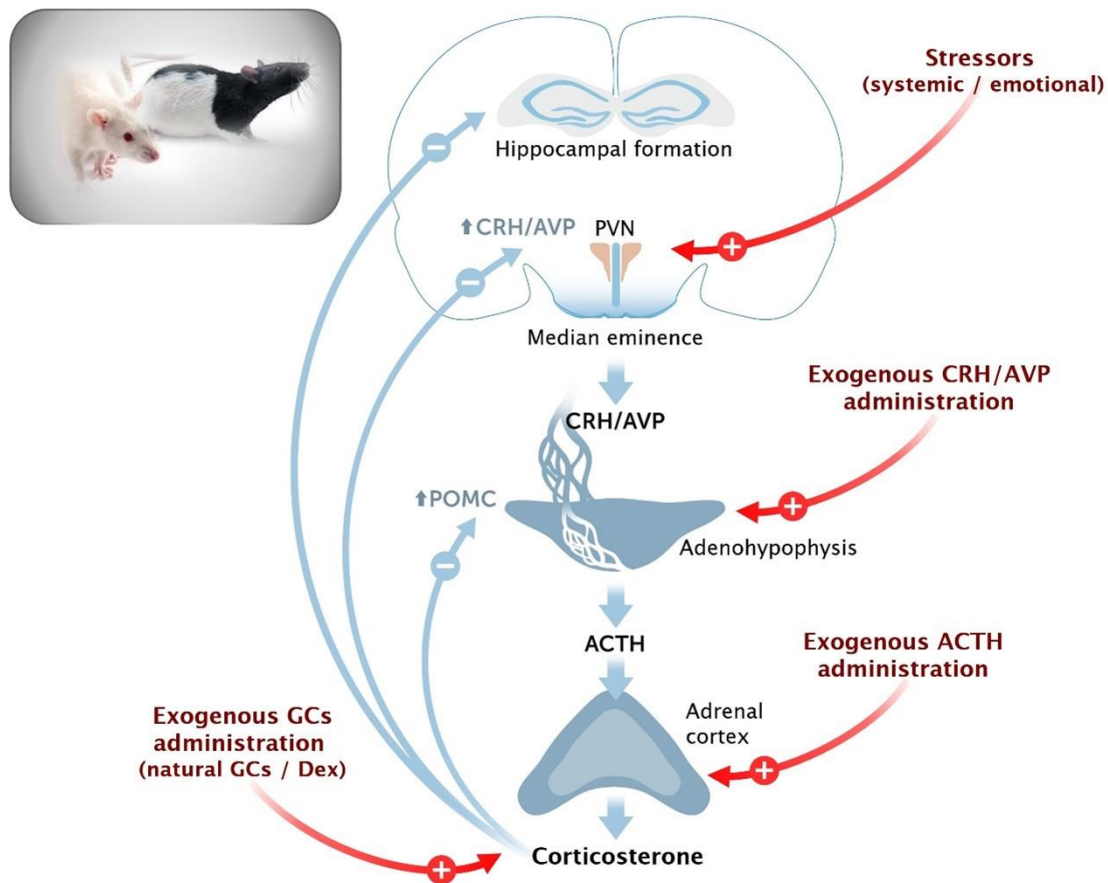 Stressors
(systemic / emotional)
Hippocampal formation
⬆CRH/AVP
PVN
Median eminence
Exogenous CRH/AVP
administration
CRH/AVP
⬆POMC
Adenohypophysis
ACTH
Exogenous ACTH
administration
Adrenal
cortex
Exogenous GCs
administration
(natural GCs / Dex)
Corticosterone